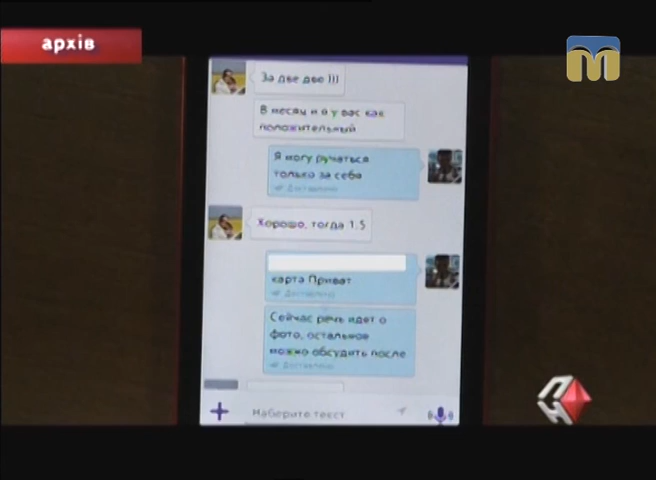 архів
За две две )))
В месяц и я у вас как
положительный
Я могу ручаться
только за себя
Доставлено
Хорошо, тогда 1.5
карта Приват
Доставлено
Сейчас речь идет о
фото, остальное
можно обсудить после
Доставлено
Наберите текст